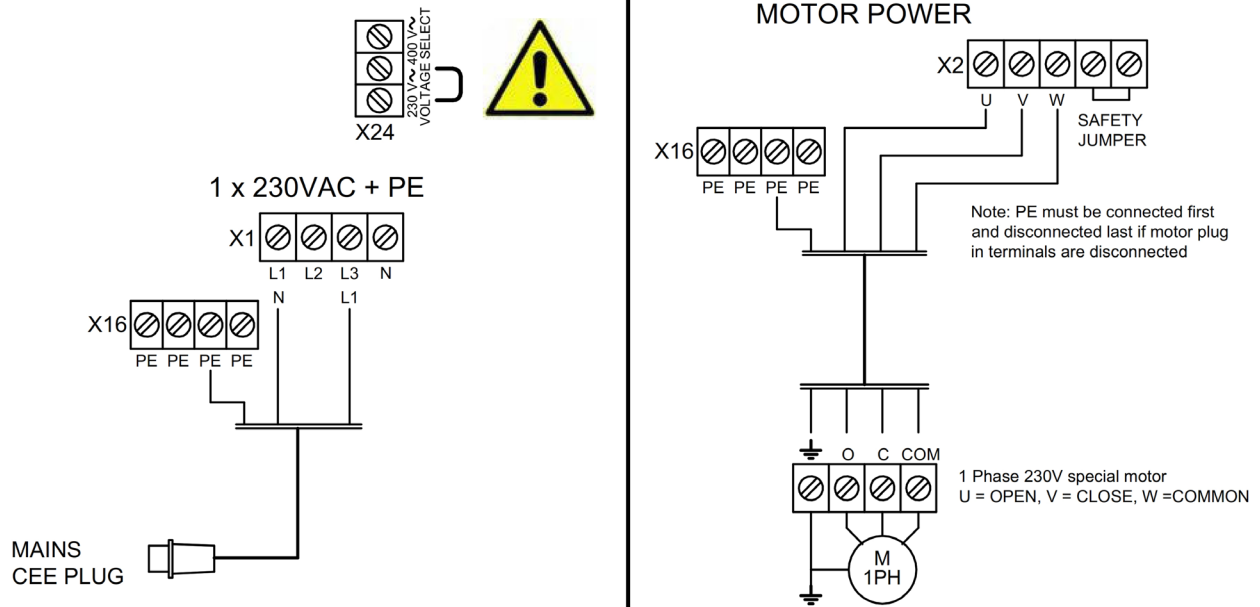 230 V~ 400 V~
VOLTAGE SELECT
X24
1 x 230VAC + PE
X1
L1 L2 L3 N
N L1
X16
PE PE PE PE
MAINS
CEE PLUG
MOTOR POWER
X2
U V W
SAFETY
JUMPER
X16
PE PE PE PE
Note: PE must be connected first
and disconnected last if motor plug
in terminals are disconnected
O C COM
1 Phase 230V special motor
U = OPEN, V = CLOSE, W =COMMON
M
1PH